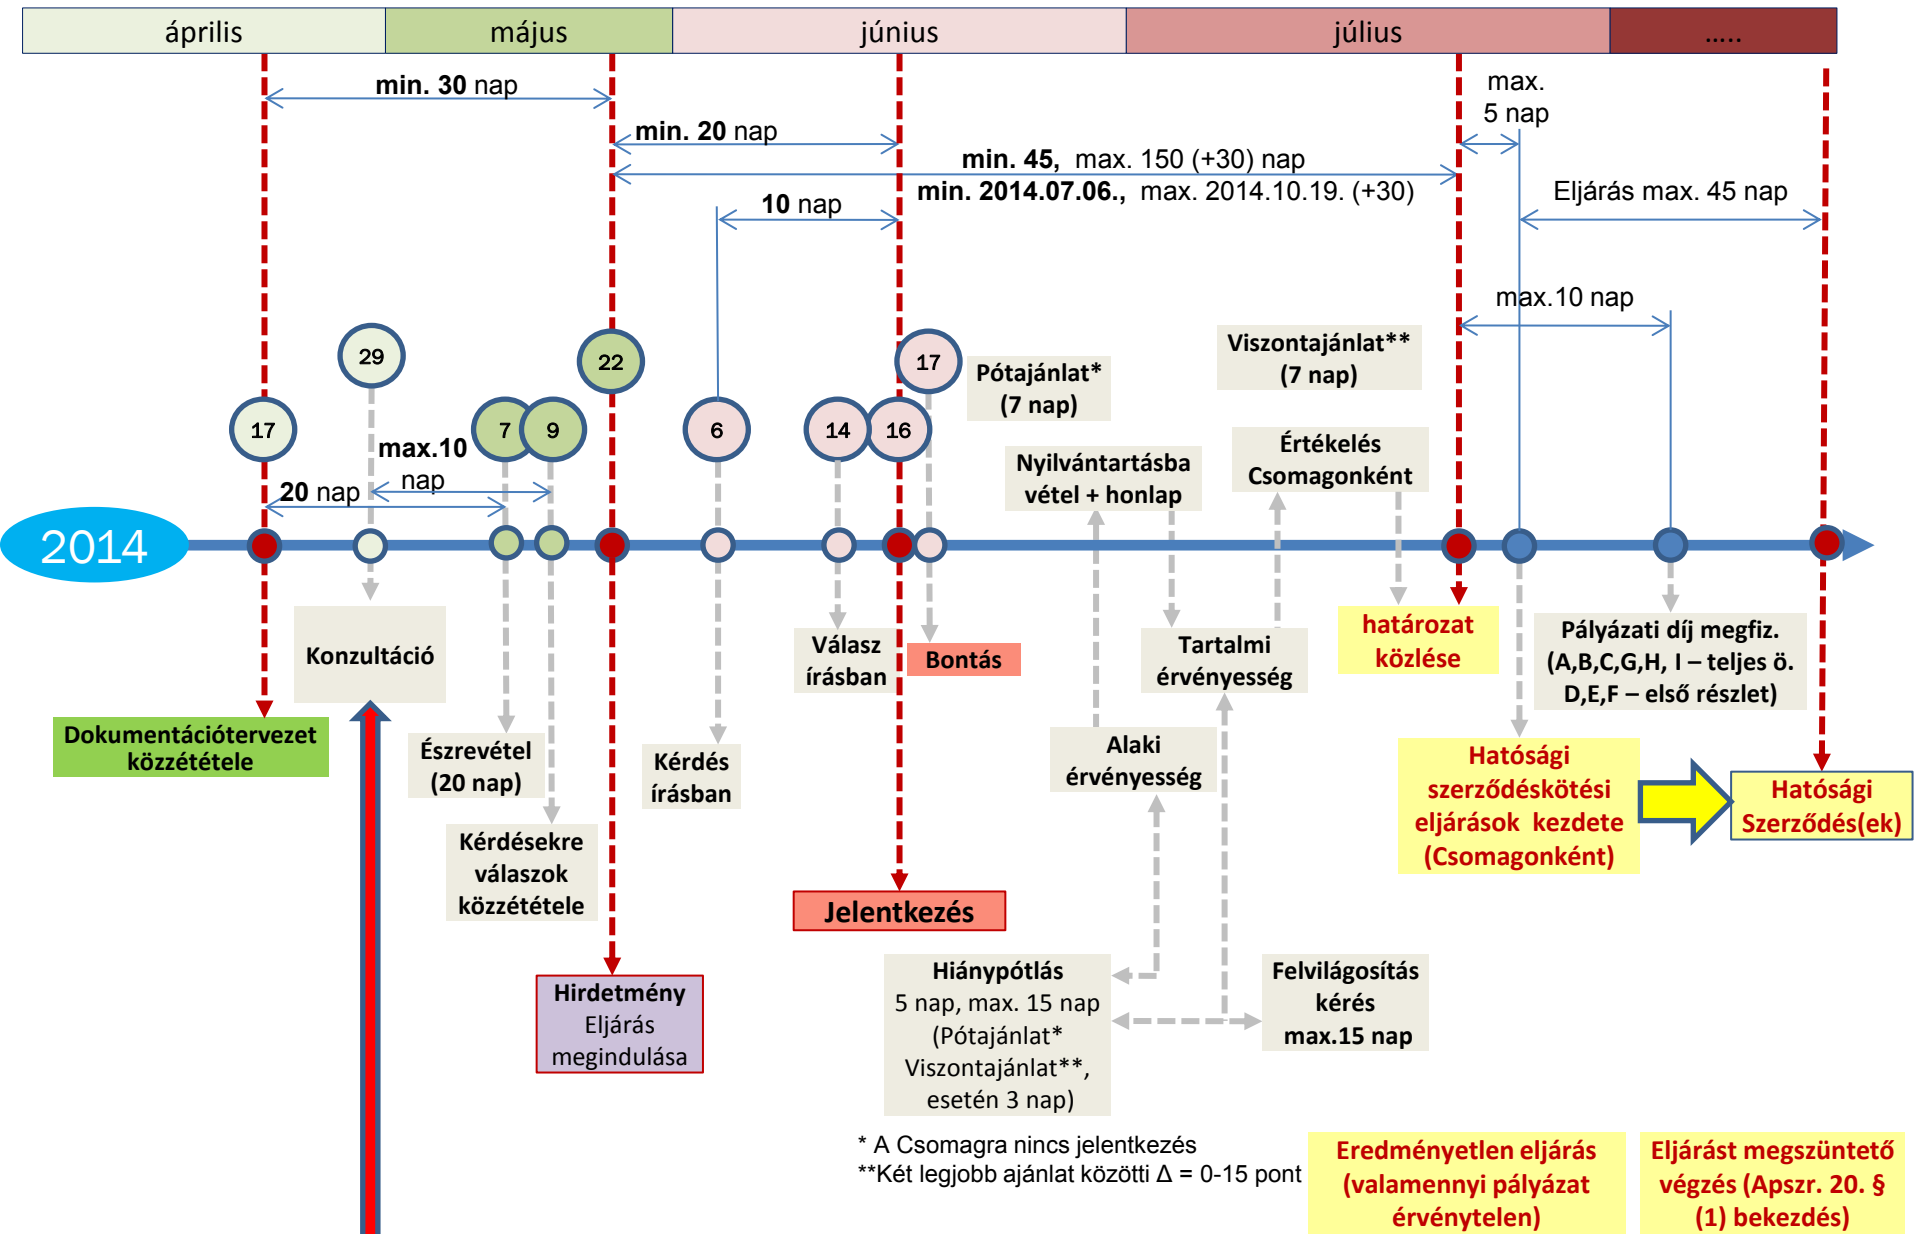 április
május
június
július
.....
min. 30 nap
max.
5 nap
min. 20 nap
min. 45, max. 150 (+30) nap
min. 2014.07.06., max. 2014.10.19. (+30)
10 nap
Eljárás max. 45 nap
max.10 nap
29
22
17
Pótajánlat*
(7 nap)
Viszontajánlat**
(7 nap)
17
max.10
nap
20 nap
7
9
6
14
16
Nyilvántartásba
vétel + honlap
Értékelés
Csomagonként
2014
Konzultáció
Válasz
írásban
Bontás
Tartalmi
érvényesség
határozat
közlése
Pályázati díj megfiz.
(A,B,C,G,H, I – teljes ö.
D,E,F – első részlet)
Dokumentációtervezet
közzététele
Észrevétel
(20 nap)
Kérdés
írásban
Alaki
érvényesség
Hatósági
szerződéskötési
eljárások kezdete
(Csomagonként)
Hatósági
Szerződés(ek)
Kérdésekre
válaszok
közzététele
Jelentkezés
Hirdetmény
Eljárás
megindulása
Hiánypótlás
5 nap, max. 15 nap
(Pótajánlat*
Viszontajánlat**,
esetén 3 nap)
Felvilágosítás
kérés
max.15 nap
* A Csomagra nincs jelentkezés
**Két legjobb ajánlat közötti Δ = 0-15 pont
Eredményetlen eljárás
(valamennyi pályázat
érvénytelen)
Eljárást megszüntető
végzés (Apszr. 20. §
(1) bekezdés)